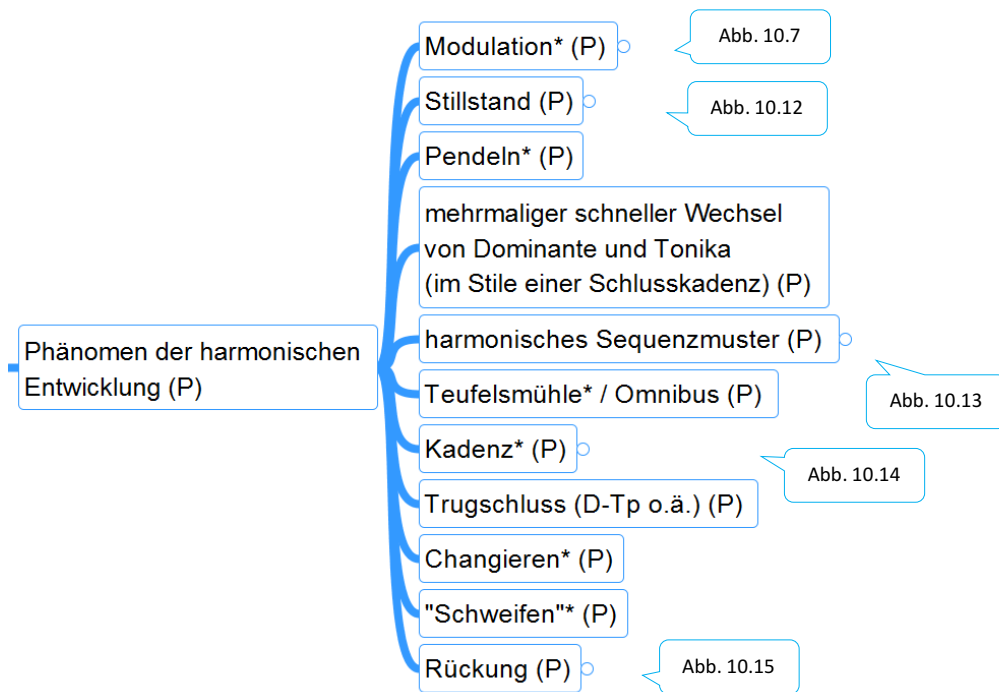 Modulation* (P)
Abb. 10.7
Stillstand (P)
Abb. 10.12
Pendeln* (P)
mehrmaliger schneller Wechsel
von Dominante und Tonika
(im Stile einer Schlusskadenz) (P)
Phänomen der harmonischen
Entwicklung (P)
harmonisches Sequenzmuster (P)
Abb. 10.13
Teufelsmühle* / Omnibus (P)
Kadenz* (P)
Abb. 10.14
Trugschluss (D-Tp o.ä.) (P)
Changieren* (P)
"Schweifen"* (P)
Rückung (P)
Abb. 10.15